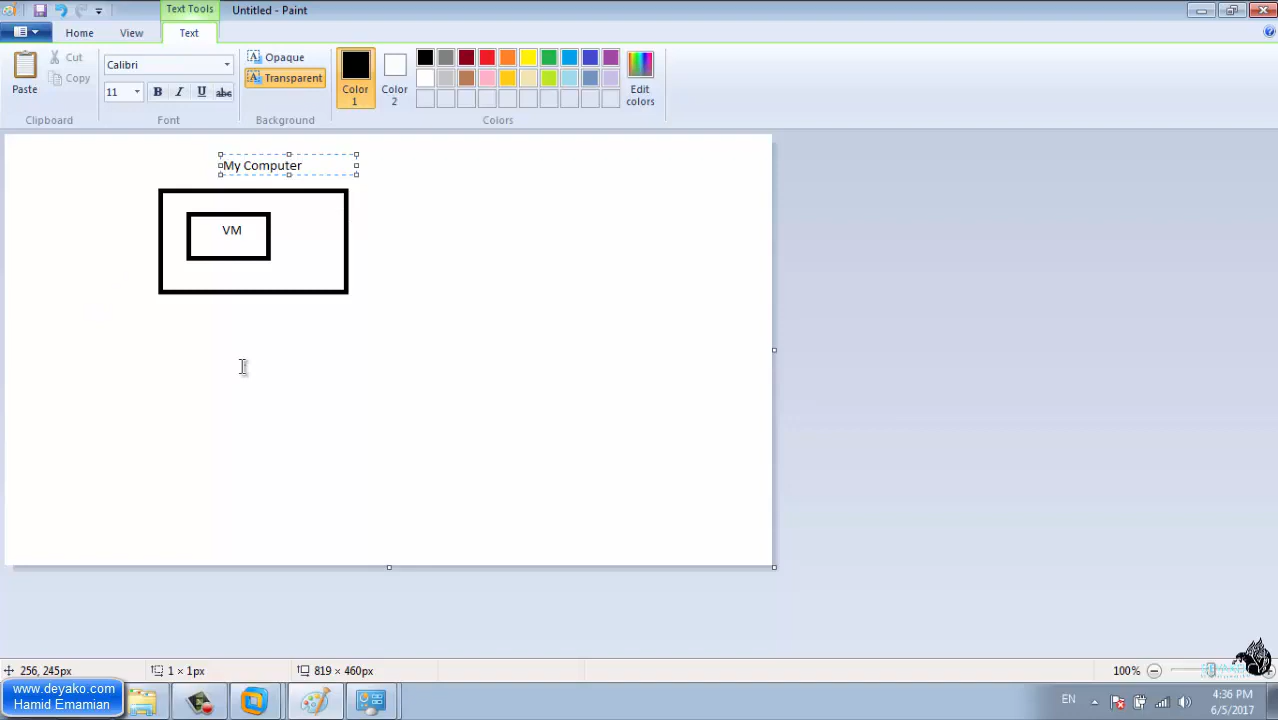 Text Tools
Untitled - Paint
Home
View
Text
Paste
Cut
Copy
Clipboard
Calibri
11
B
I
U
abc
Font
A Opaque
A Transparent
Background
Color
1
Color
2
Edit
colors
Colors
My Computer
VM
256, 245px
1 × 1px
819 × 460px
100%
www.deyako.com
Hamid Emamian
EN
4:36 PM
6/5/2017